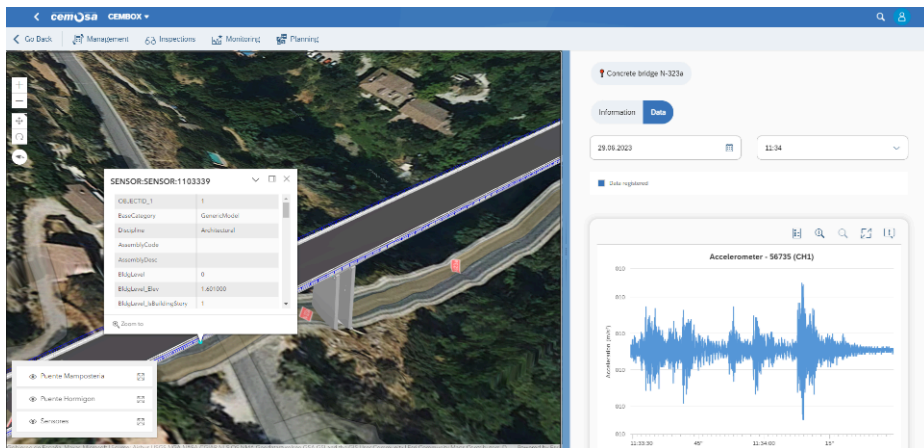 cemosa CEMBOX
Go Back Management Inspections Monitoring Planning
Concrete bridge N-323a
Information Data
29.06.2023 11:34
Data registered
SENSOR:SENSOR:1103339
OBJECTID_1 1
BaseCategory GenericModel
Discipline Architectural
AssemblyCode
AssemblyDesc
BldgLevel 0
BldgLevel_Elev 1.601000
BldgLevel_IsBuildingStory 1
Zoom to
Puente Mamposteria
Puente Hormigon
Sensores
Accelerometer - 56735 (CH1)
Acceleration (m/s²)
11:33:30 45" 11:34:00 15"